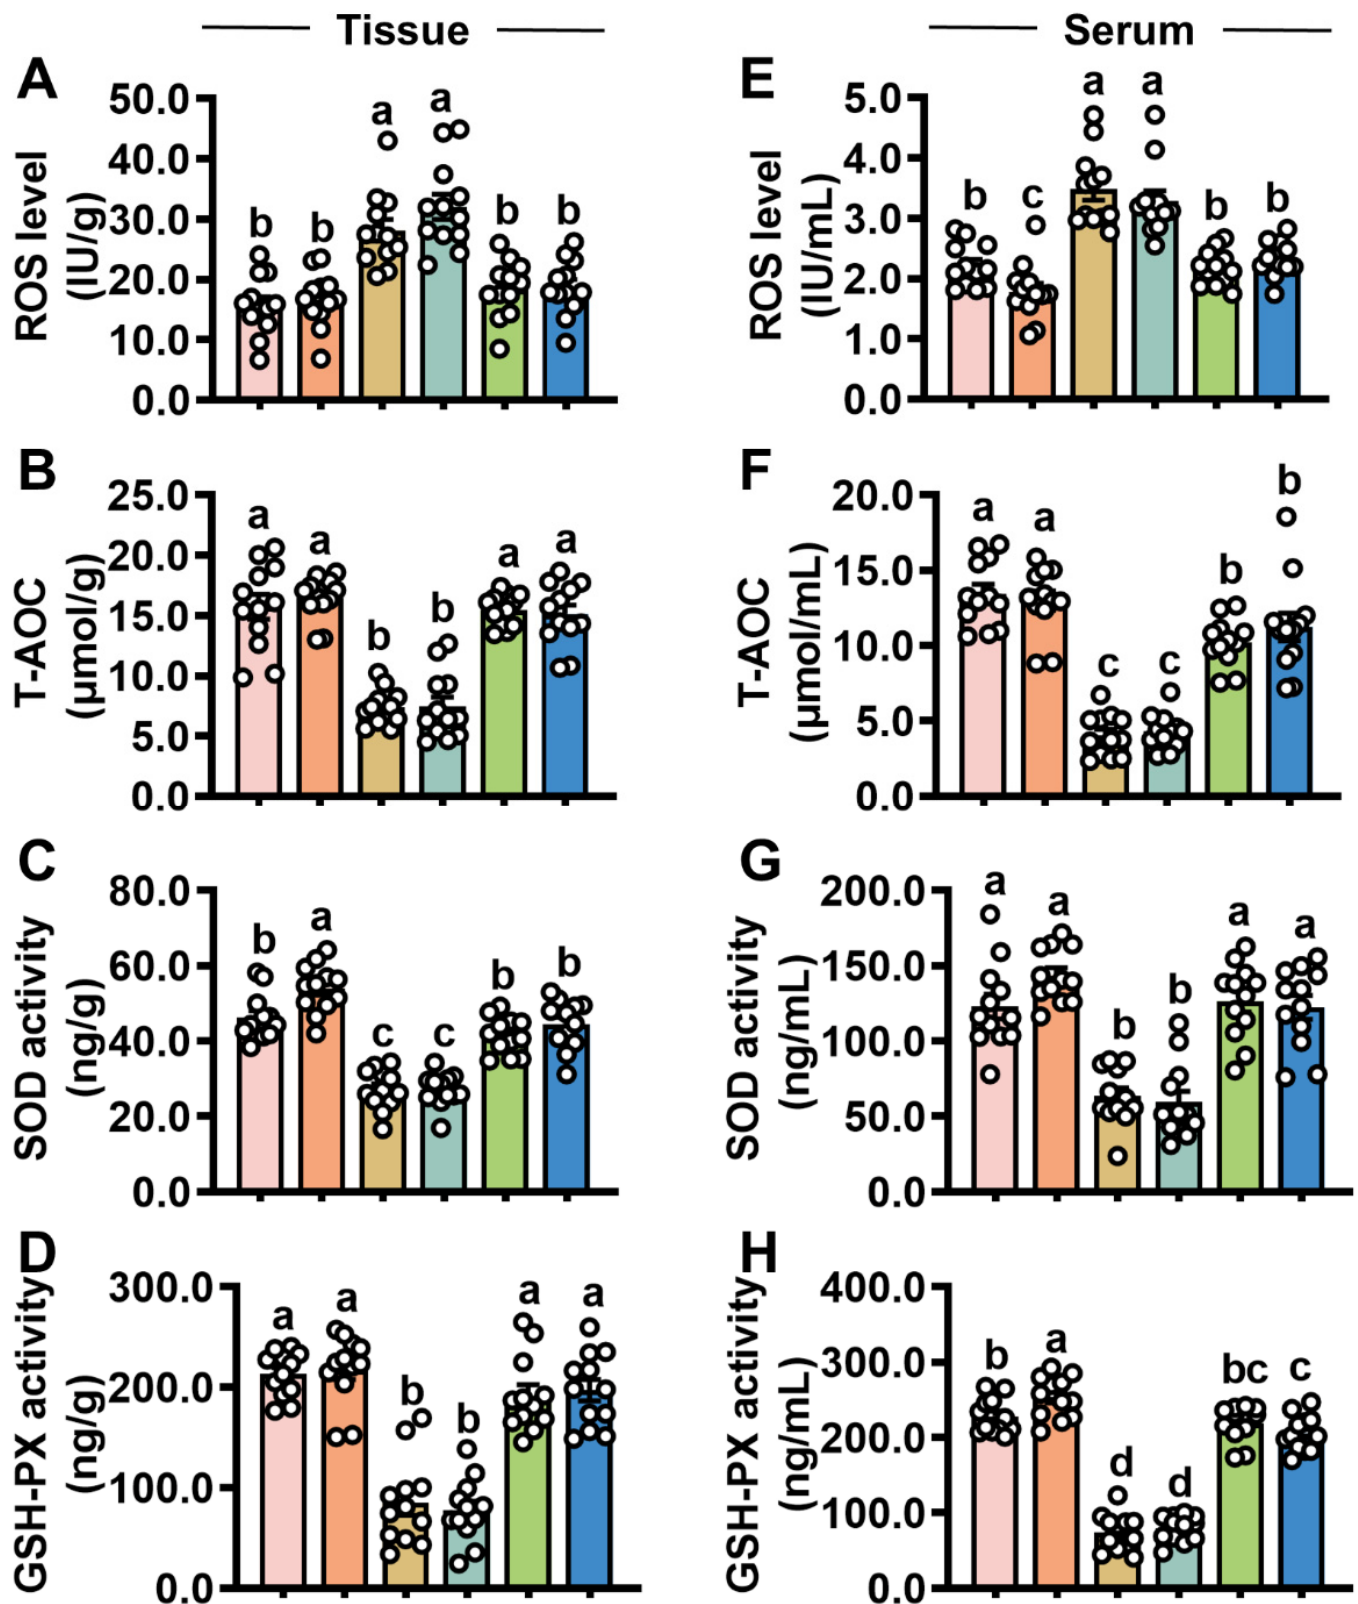 Tissue
Serum
A
ROS level
(IU/g)
50.0
40.0
30.0
20.0
10.0
0.0
b
b
a
a
b
b
E
ROS level
(IU/mL)
5.0
4.0
3.0
2.0
1.0
0.0
b
c
a
a
b
b
B
T-AOC
(μmol/g)
25.0
20.0
15.0
10.0
5.0
0.0
a
a
b
b
a
a
F
T-AOC
(μmol/mL)
20.0
15.0
10.0
5.0
0.0
a
a
c
c
b
b
C
SOD activity
(ng/g)
80.0
60.0
40.0
20.0
0.0
b
a
c
c
b
b
G
SOD activity
(ng/mL)
200.0
150.0
100.0
50.0
0.0
a
a
b
b
a
a
D
GSH-PX activity
(ng/g)
300.0
200.0
100.0
0.0
a
a
b
b
a
a
H
GSH-PX activity
(ng/mL)
400.0
300.0
200.0
100.0
0.0
b
a
d
d
bc
c